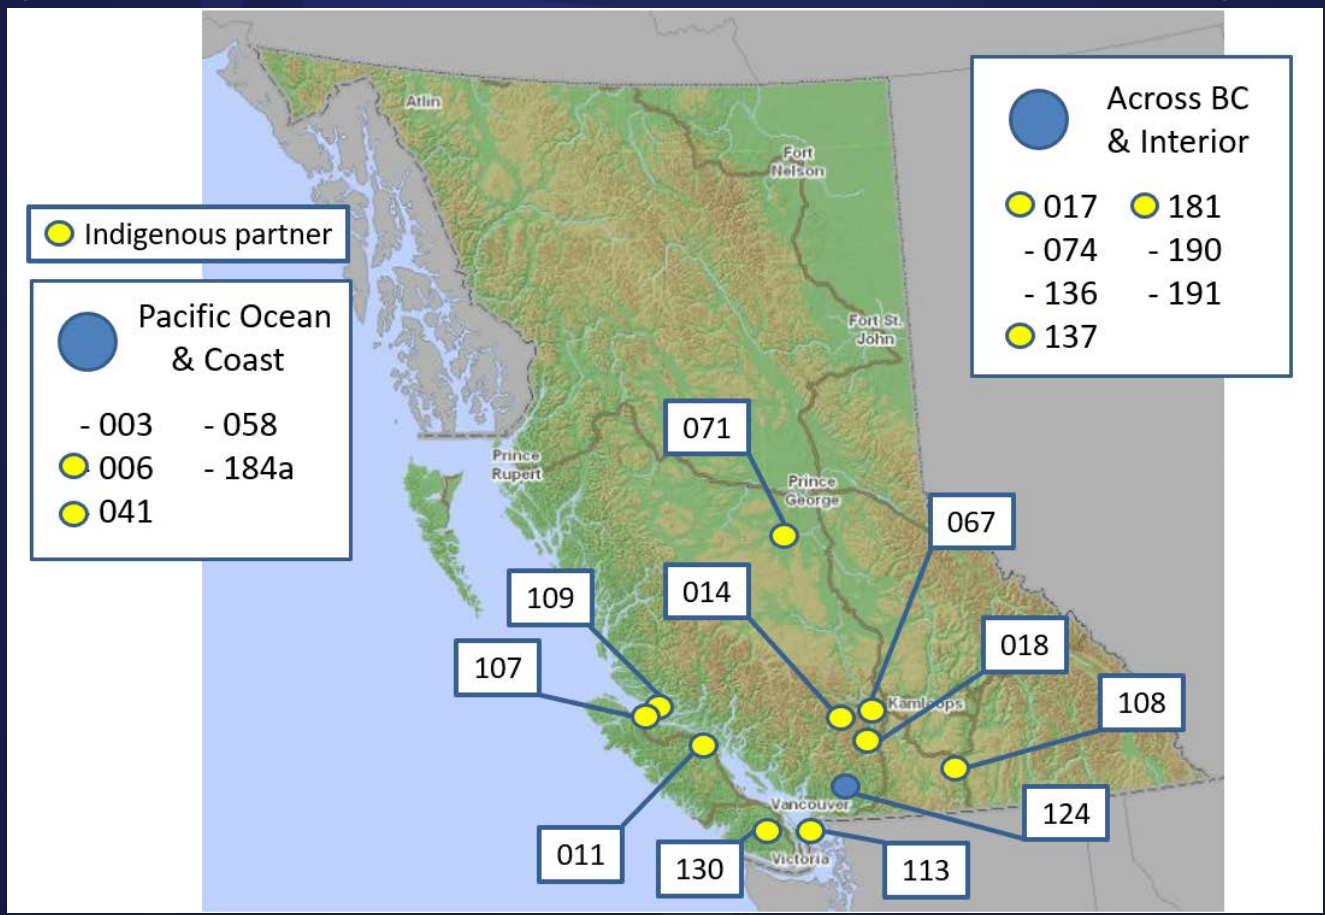 Atlin
Fort
Nelson
Fort St.
John
Prince
Rupert
Prince
George
Kamloops
Vancouver
Victoria
Indigenous partner
Pacific Ocean
& Coast
- 003 - 058
006 - 184a
041
Across BC
& Interior
017 181
- 074 - 190
- 136 - 191
137
071
067
109
014
018
107
108
124
011
130
113